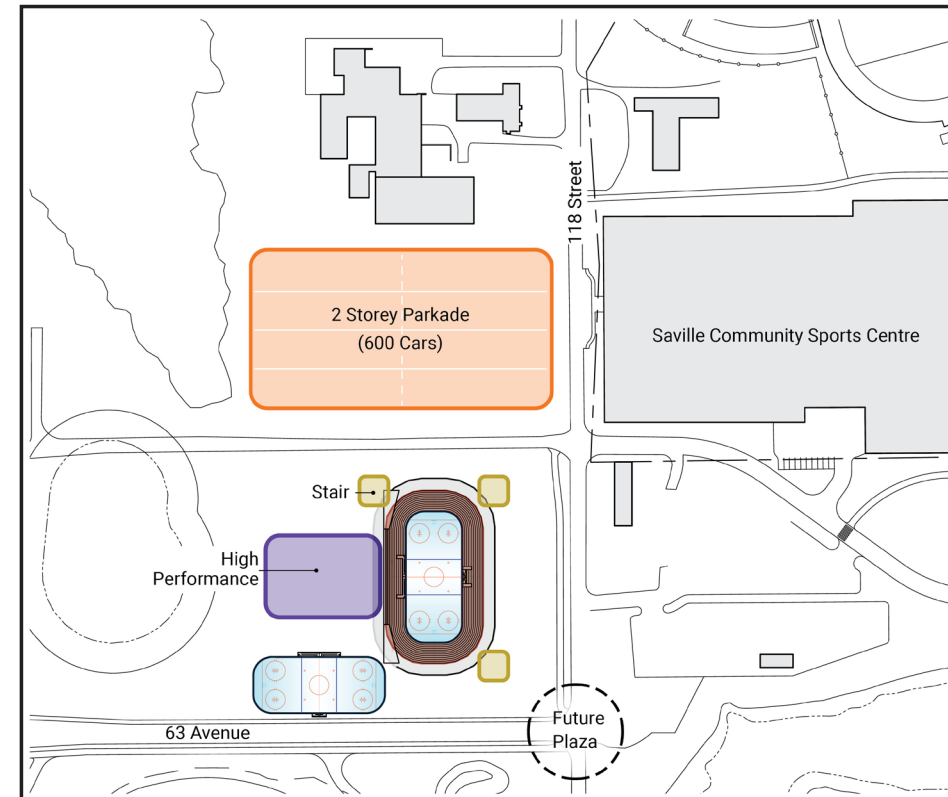 118 Street
2 Storey Parkade
(600 Cars)
Saville Community Sports Centre
Stair
High
Performance
Future
Plaza
63 Avenue